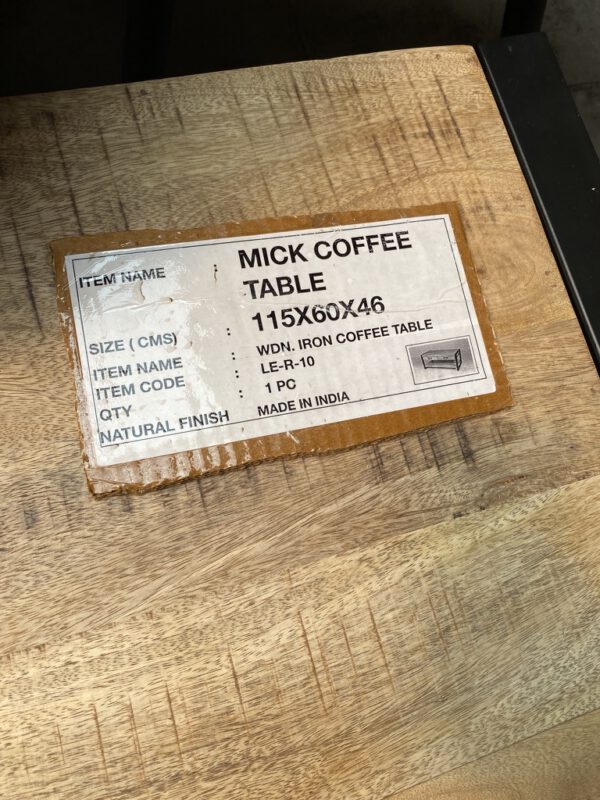 ITEM NAME : MICK COFFEE
TABLE
SIZE ( CMS) : 115X60X46
ITEM NAME : WDN. IRON COFFEE TABLE
ITEM CODE : LE-R-10
QTY : 1 PC
NATURAL FINISH MADE IN INDIA